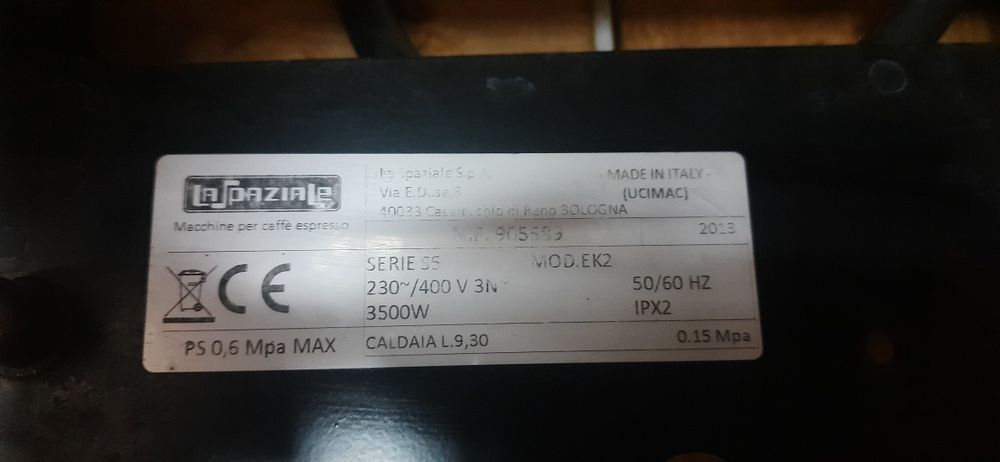 LaSpaziale
Macchine per caffè espresso
Spaziale S.p.
Via E.Duse,8
40033 di Reno BOLOGNA
- MADE IN ITALY -
(UCIMAC)
2013
SERIE S5 MOD.EK2
230~/400 V 3N 50/60 HZ
3500W IPX2
CE
PS 0,6 Mpa MAX
CALDAIA L.9,30 0.15 Mpa